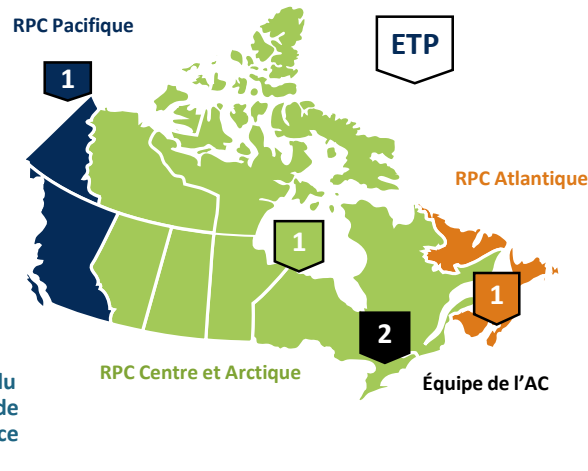 RPC Pacifique
ETP
1
RPC Atlantique
1
1
2
RPC Centre et Arctique
Équipe de l'AC
du
de
ce